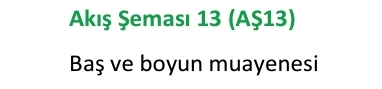 Akış Şeması 13 (AŞ13)
Baş ve boyun muayenesi